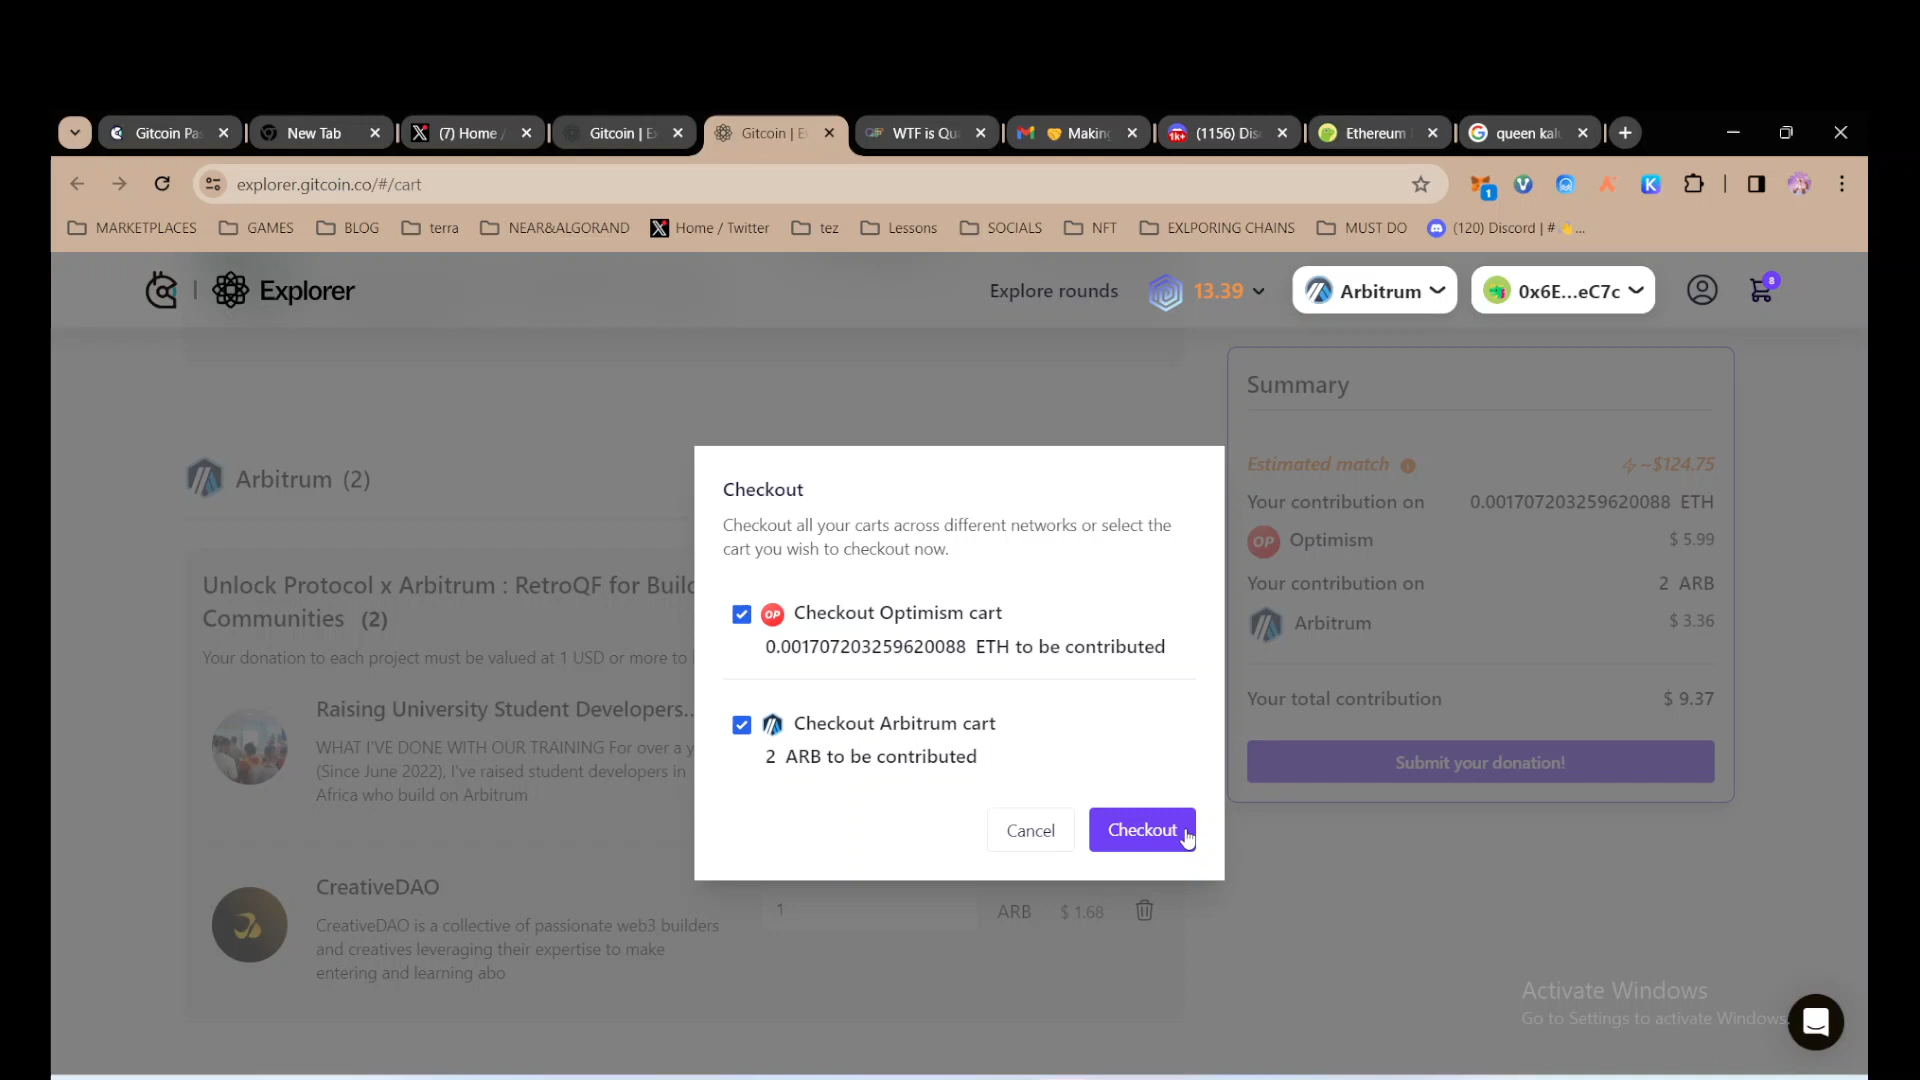 Gitcoin Pa
New Tab
(7) Home /
Gitcoin | E
Gitcoin | E
WTF is Qu
Making
(1156) Dis
Ethereum
queen kal
explorer.gitcoin.co/#/cart
1
K
MARKETPLACES
GAMES
BLOG
terra
NEAR&ALGORAND
Home / Twitter
tez
Lessons
SOCIALS
NFT
EXLPORING CHAINS
MUST DO
(120) Discord | # 👋...
Explorer
Explore rounds
13.39
Arbitrum
0x6E...eC7c
8
Arbitrum (2)
Unlock Protocol x Arbitrum : RetroQF for Build
Communities (2)
Your donation to each project must be valued at 1 USD or more to
Raising University Student Developers...
WHAT I'VE DONE WITH OUR TRAINING For over a y
(Since June 2022), I've raised student developers in
Africa who build on Arbitrum
CreativeDAO
CreativeDAO is a collective of passionate web3 builders
and creatives leveraging their expertise to make
entering and learning abo
1
ARB
$ 1.68
Checkout
Checkout all your carts across different networks or select the
cart you wish to checkout now.
OP Checkout Optimism cart
0.001707203259620088 ETH to be contributed
Checkout Arbitrum cart
2 ARB to be contributed
Cancel
Checkout
Summary
Estimated match ~$124.75
Your contribution on 0.001707203259620088 ETH
OP Optimism $ 5.99
Your contribution on 2 ARB
Arbitrum $ 3.36
Your total contribution $ 9.37
Submit your donation!
Activate Windows
Go to Settings to activate Windows.